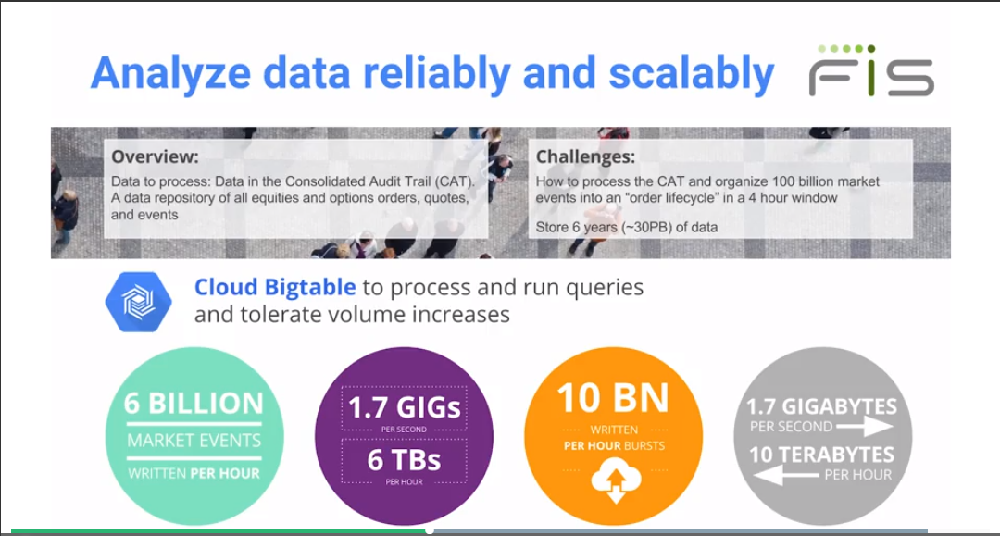 Analyze data reliably and scalably
FIS
Overview:
Data to process: Data in the Consolidated Audit Trail (CAT).
A data repository of all equities and options orders, quotes,
and events
Challenges:
How to process the CAT and organize 100 billion market
events into an “order lifecycle” in a 4 hour window
Store 6 years (~30PB) of data
Cloud Bigtable to process and run queries
and tolerate volume increases
6 BILLION
MARKET EVENTS
WRITTEN PER HOUR
1.7 GIGs
PER SECOND
6 TBs
PER HOUR
10 BN
WRITTEN
PER HOUR BURSTS
1.7 GIGABYTES
PER SECOND
10 TERABYTES
PER HOUR